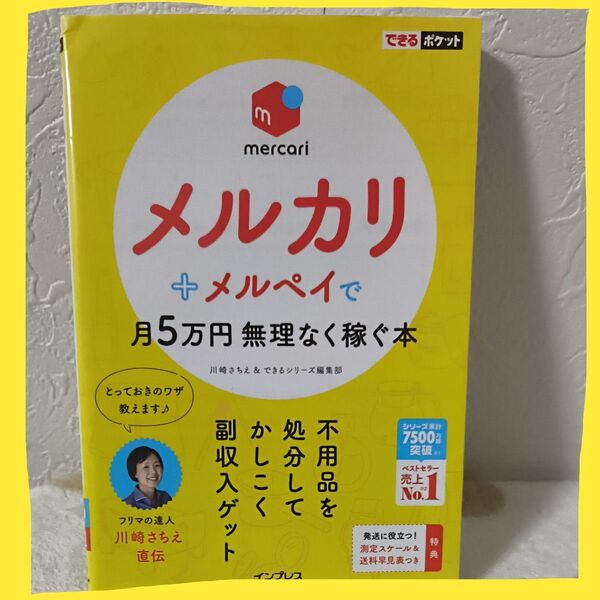 できるポケット
mercari
メルカリ
+メルペイで
月5万円 無理なく稼ぐ本
川崎さちえ & できるシリーズ編集部
とっておきのワザ
教えます♪
フリマの達人
川崎さちえ
直伝
不用品を
処分して
かしこく
副収入ゲット
シリーズ累計
7500万部
突破
ベストセラー
売上
No.1
発送に役立つ!
測定スケール&
送料早見表つき
特典
インプレス